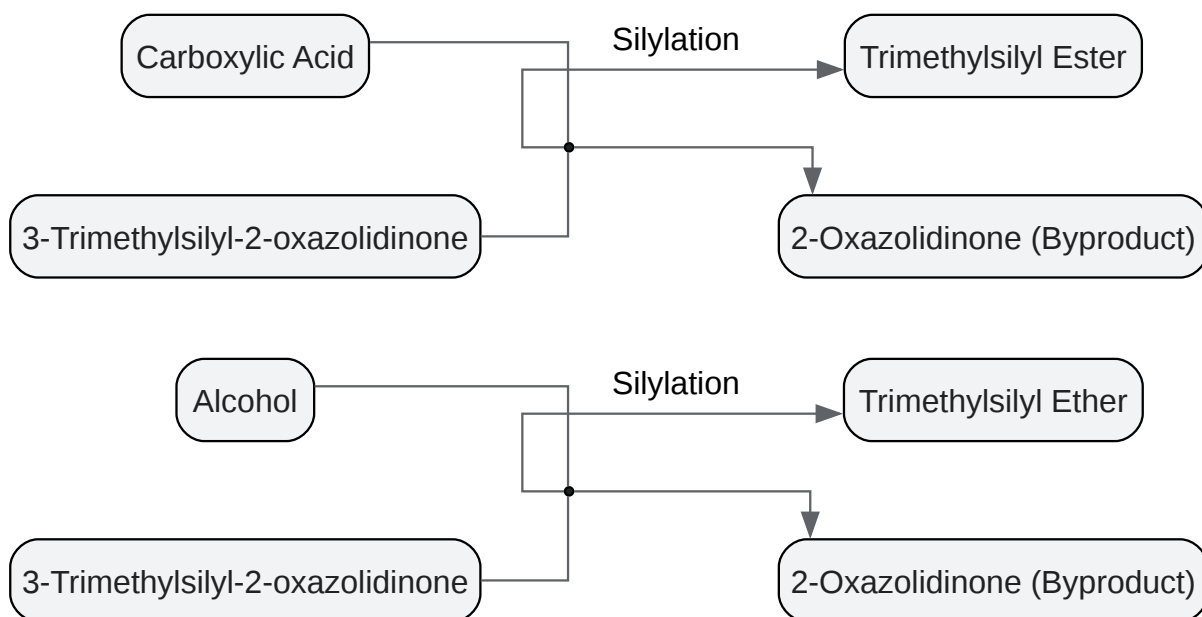 Carboxylic Acid
Silylation
Trimethylsilyl Ester
3-Trimethylsilyl-2-oxazolidinone
2-Oxazolidinone (Byproduct)
Alcohol
Silylation
Trimethylsilyl Ether
3-Trimethylsilyl-2-oxazolidinone
2-Oxazolidinone (Byproduct)